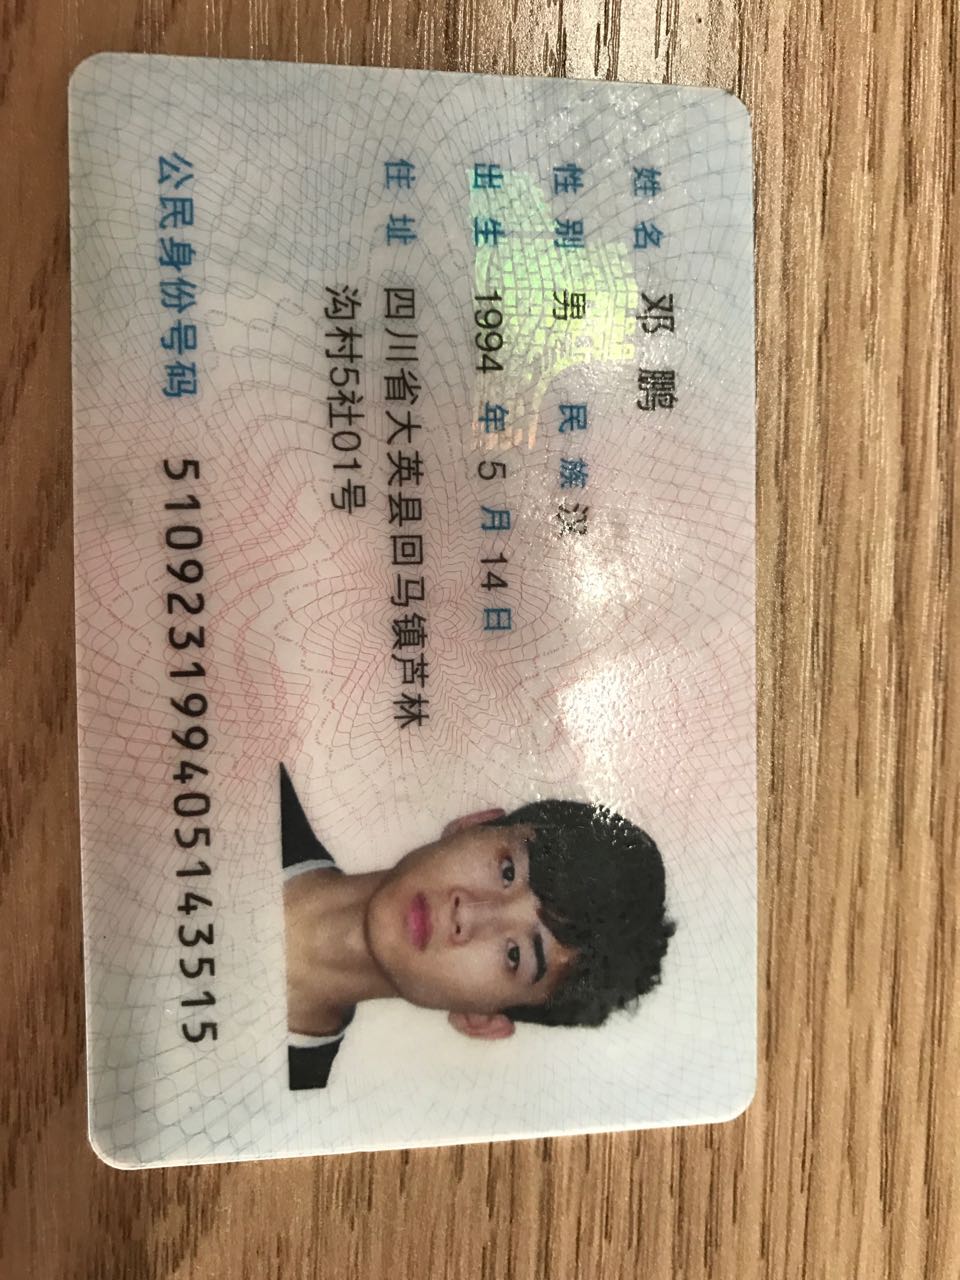 姓名 邓鹏
性别 男 民族 汉
出生 1994 年 5 月 14 日
住址 四川省大英县回马镇芦林
沟村5社01号
公民身份号码 510923199405143515